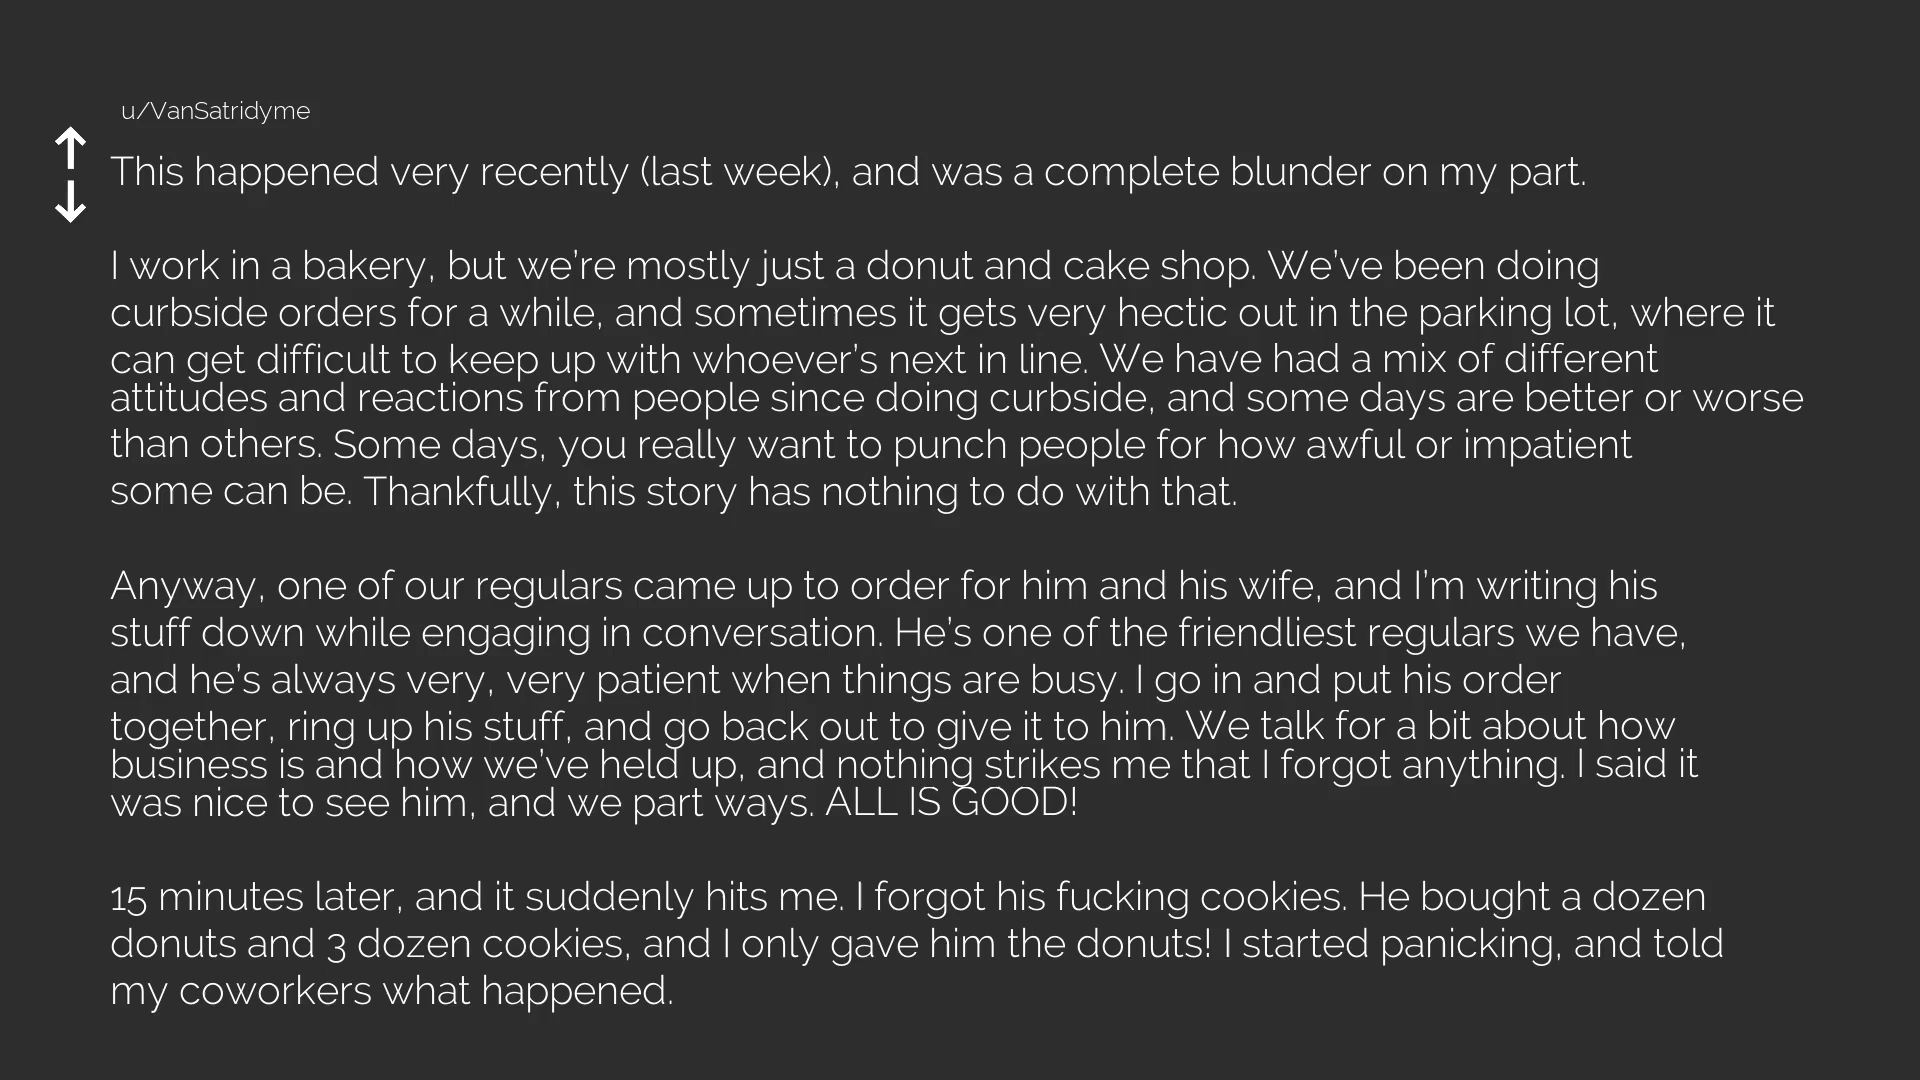 u/VanSatridyme
This happened very recently (last week), and was a complete blunder on my part.
I work in a bakery, but we're mostly just a donut and cake shop. We've been doing
curbside orders for a while, and sometimes it gets very hectic out in the parking lot, where it
can get difficult to keep up with whoever's next in line. We have had a mix of different
attitudes and reactions from people since doing curbside, and some days are better or worse
than others. Some days, you really want to punch people for how awful or impatient
some can be. Thankfully, this story has nothing to do with that.
Anyway, one of our regulars came up to order for him and his wife, and I'm writing his
stuff down while engaging in conversation. He's one of the friendliest regulars we have,
and he's always very, very patient when things are busy. I go in and put his order
together, ring up his stuff, and go back out to give it to him. We talk for a bit about how
business is and how we've held up, and nothing strikes me that I forgot anything. I said it
was nice to see him, and we part ways. ALL IS GOOD!
15 minutes later, and it suddenly hits me. I forgot his fucking cookies. He bought a dozen
donuts and 3 dozen cookies, and I only gave him the donuts! I started panicking, and told
my coworkers what happened.